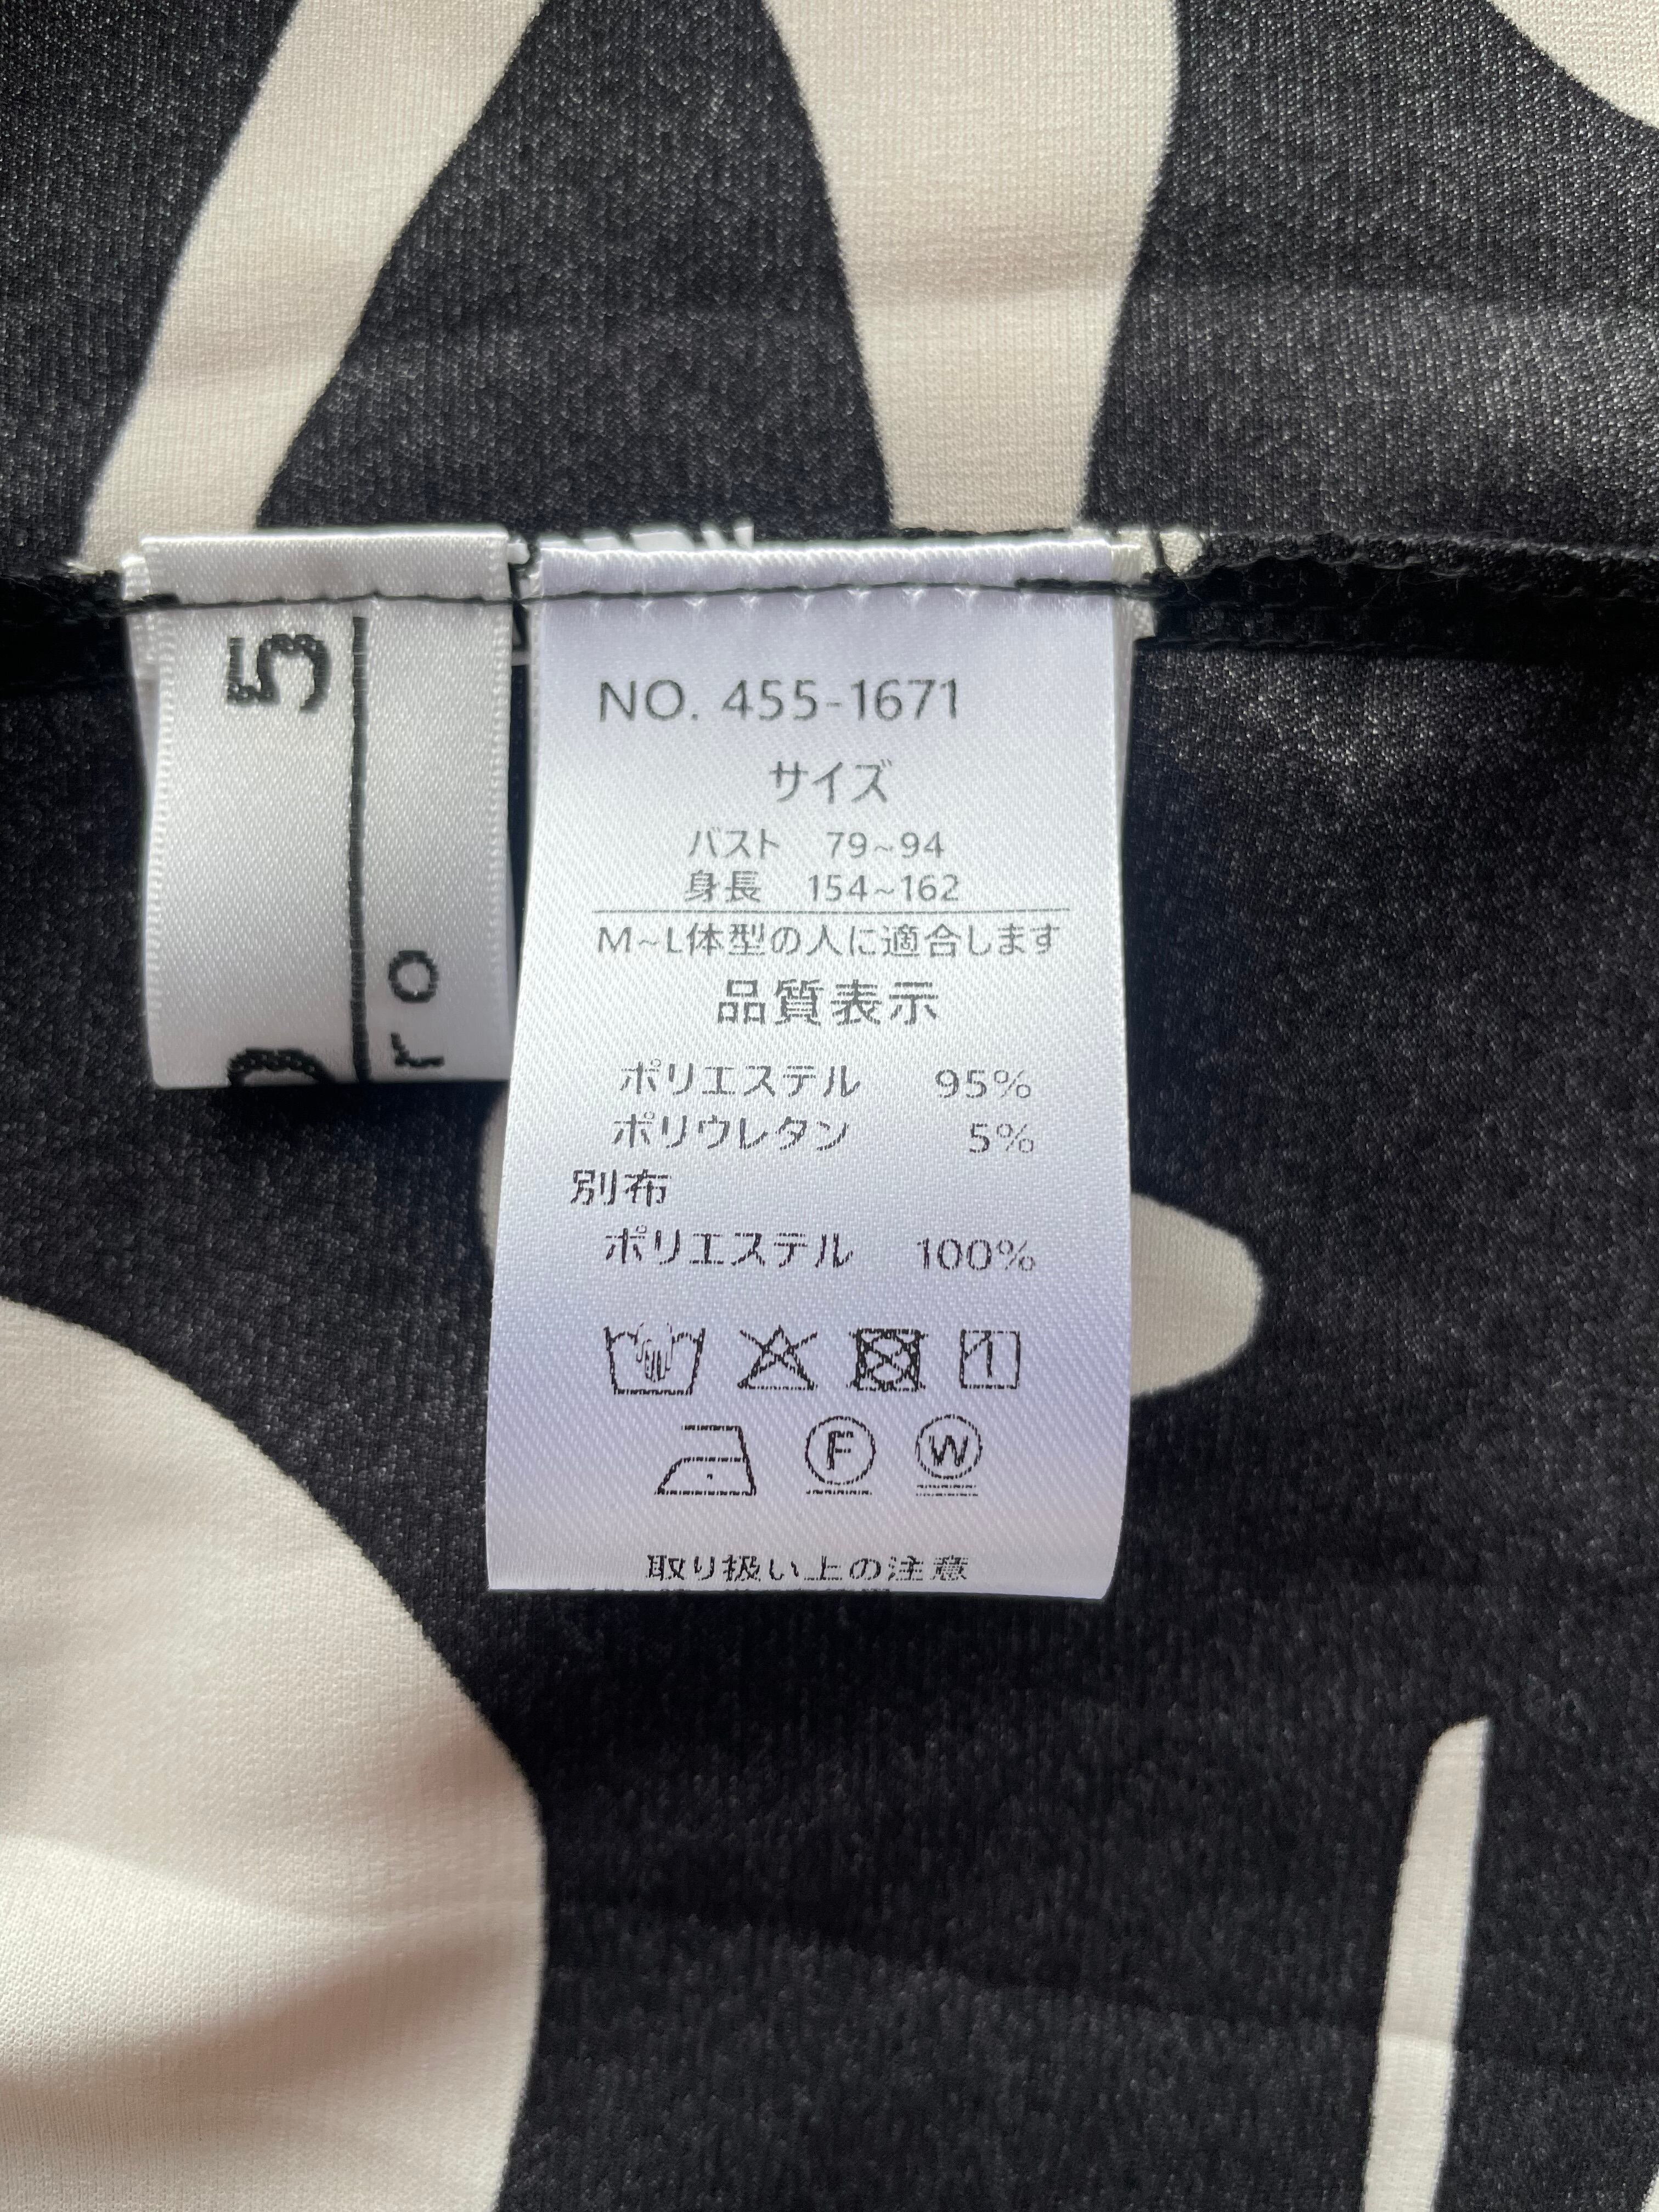 5
ro
NO. 455-1671
サイズ
バスト 79~94
身長 154~162
M~L体型の人に適合します
品質表示
ポリエステル 95%
ポリウレタン 5%
別布
ポリエステル 100%
1
F W
取り扱い上の注意